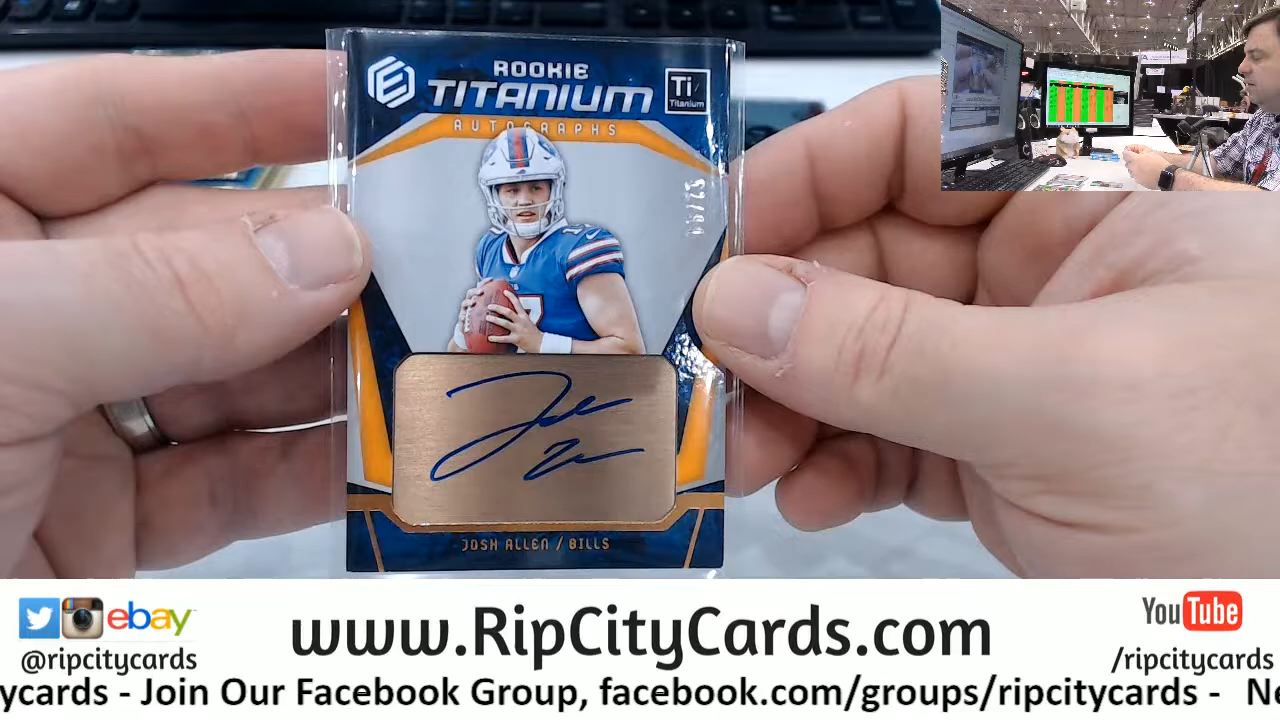 ROOKIE
Ti
TITANIUM
Titanium
AUTOGRAPHS
JOSH ALLEN / BILLS
ebay
www.RipCityCards.com
YouTube
@ripcitycards
/ripcitycards
ycards - Join Our Facebook Group, facebook.com/groups/ripcitycards - Ne